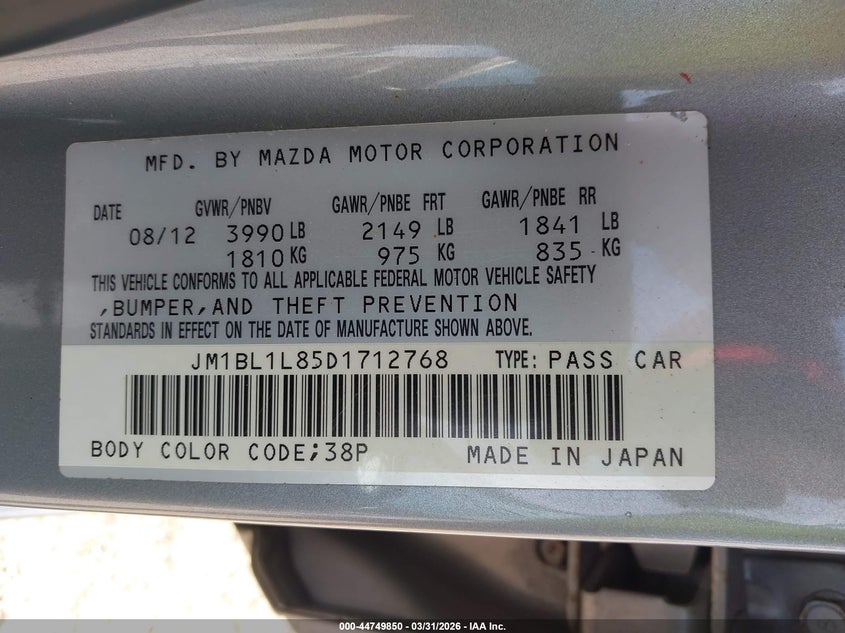 MFD. BY MAZDA MOTOR CORPORATION
DATE GVWR/PNBV GAWR/PNBE FRT GAWR/PNBE RR
08/12 3990 LB 2149 LB 1841 LB
1810 KG 975 KG 835 KG
THIS VEHICLE CONFORMS TO ALL APPLICABLE FEDERAL MOTOR VEHICLE SAFETY
,BUMPER,AND THEFT PREVENTION
STANDARDS IN EFFECT ON THE DATE OF MANUFACTURE SHOWN ABOVE.
JM1BL1L85D1712768 TYPE: PASS CAR
BODY COLOR CODE;38P MADE IN JAPAN
000-44749850 - 03/31/2026 - IAA Inc.